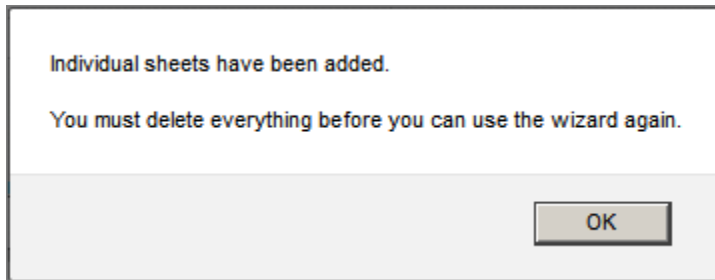 Individual sheets have been added.
You must delete everything before you can use the wizard again.
OK